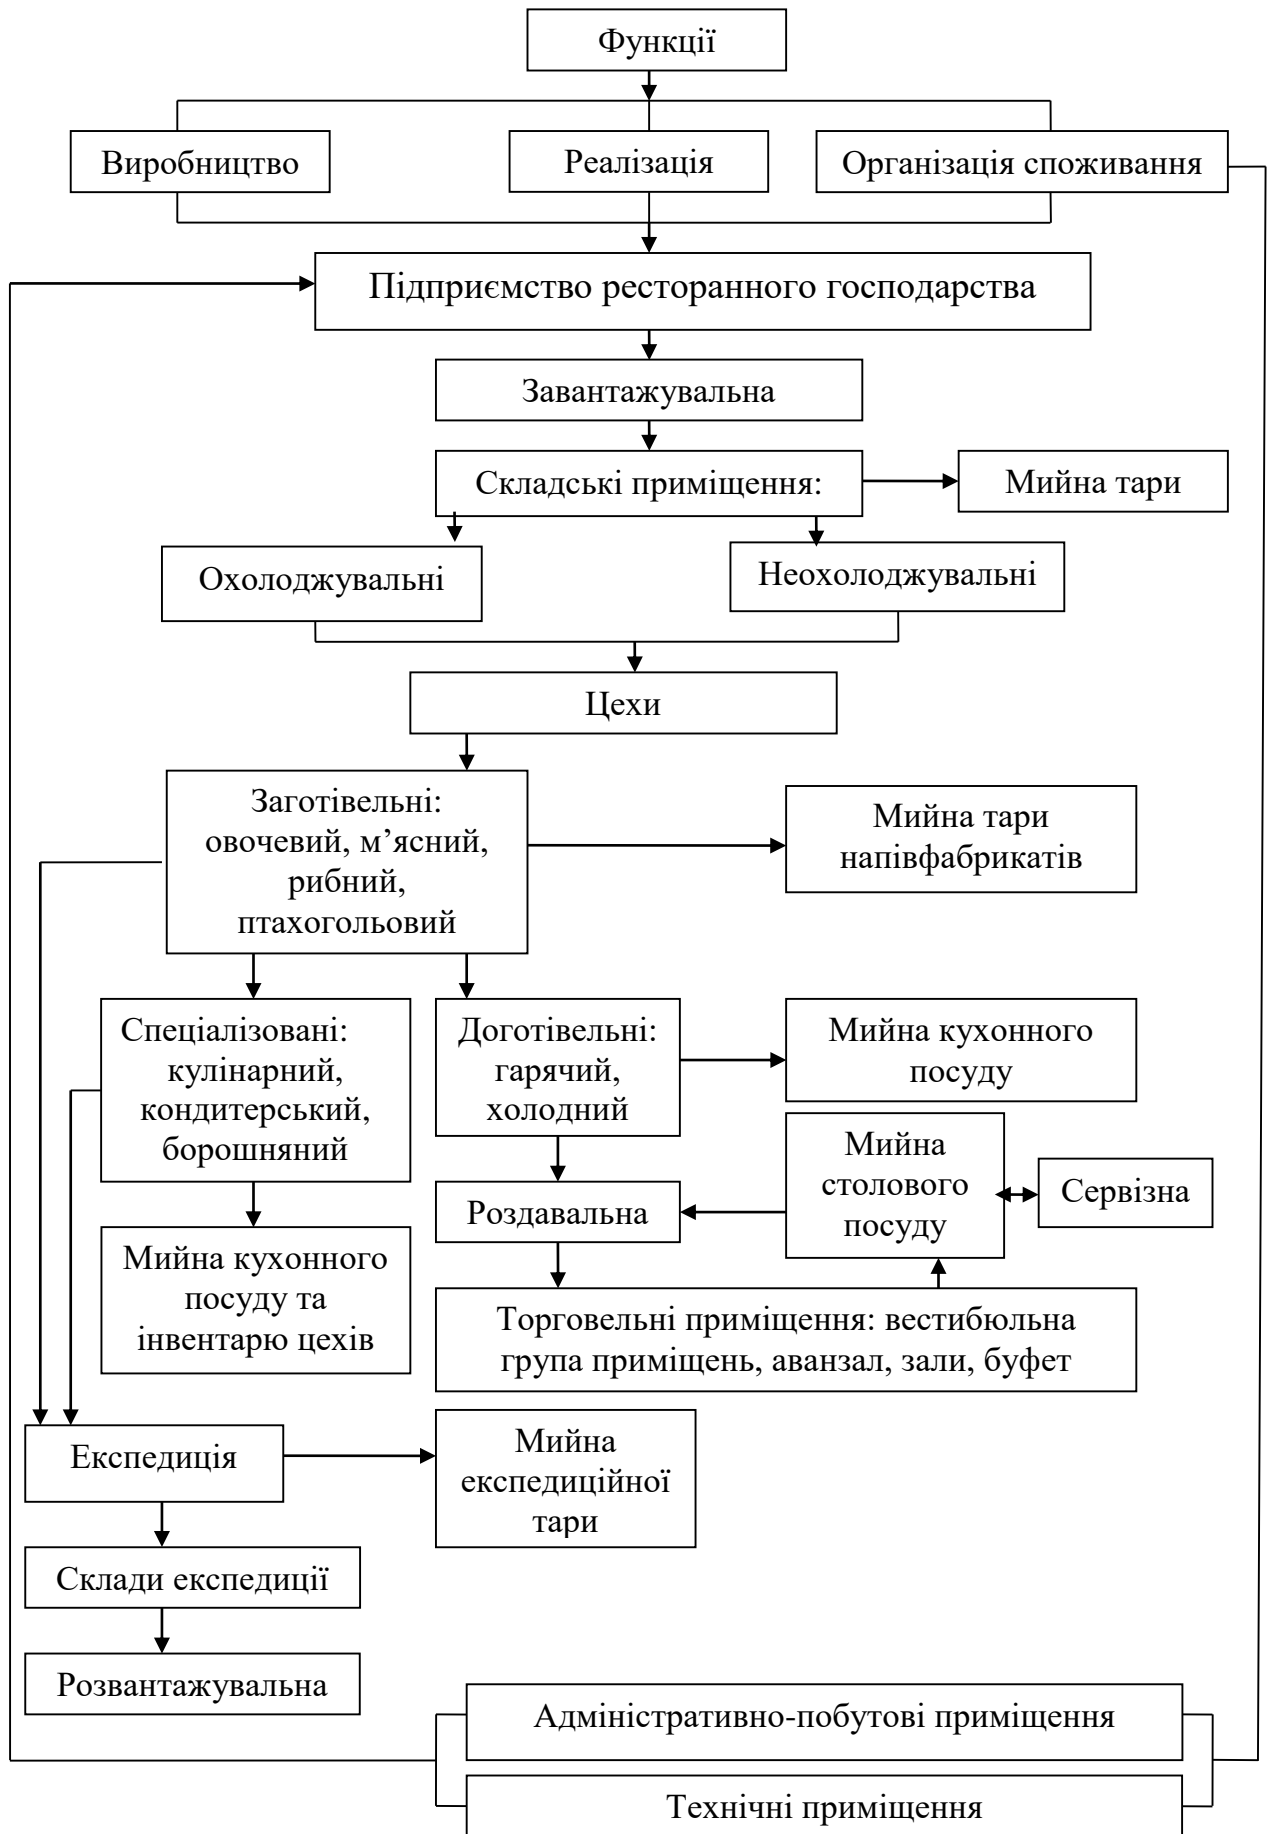 Функції
Виробництво
Реалізація
Організація споживання
Підприємство ресторанного господарства
Завантажувальна
Складські приміщення:
Мийна тари
Охолоджувальні
Неохолоджувальні
Цехи
Заготівельні:
овочевий, м’ясний,
рибний,
птахогольовий
Мийна тари
напівфабрикатів
Спеціалізовані:
кулінарний,
кондитерський,
борошняний
Доготівельні:
гарячий,
холодний
Мийна кухонного
посуду
Мийна
столового
посуду
Сервізна
Роздавальна
Мийна кухонного
посуду та
інвентарю цехів
Торговельні приміщення: вестибюльна
група приміщень, аванзал, зали, буфет
Експедиція
Мийна
експедиційної
тари
Склади експедиції
Розвантажувальна
Адміністративно-побутові приміщення
Технічні приміщення